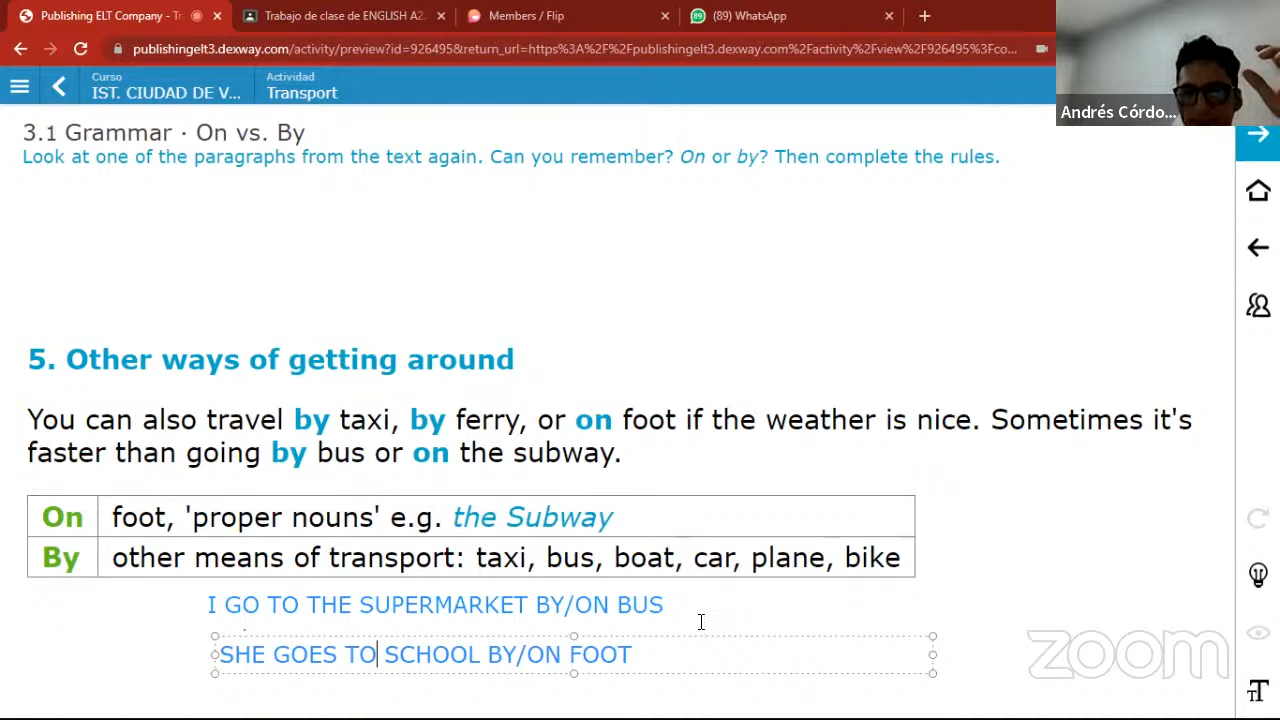 Publishing ELT Company - Tr
Trabajo de clase de ENGLISH A2.
Members / Flip
89
(89) WhatsApp
publishingelt3.dexway.com/activity/preview?id=926495&return_url=https%3A%2F%2Fpublishingelt3.dexway.com%2Factivity%2Fview%2F926495%3Fco...
Curso
IST. CIUDAD DE V...
Actividad
Transport
Andrés Córdo...
3.1 Grammar · On vs. By
Look at one of the paragraphs from the text again. Can you remember? On or by? Then complete the rules.
5. Other ways of getting around
You can also travel by taxi, by ferry, or on foot if the weather is nice. Sometimes it's
faster than going by bus or on the subway.
On foot, 'proper nouns' e.g. the Subway
By other means of transport: taxi, bus, boat, car, plane, bike
I GO TO THE SUPERMARKET BY/ON BUS
SHE GOES TO SCHOOL BY/ON FOOT
zoom
TT